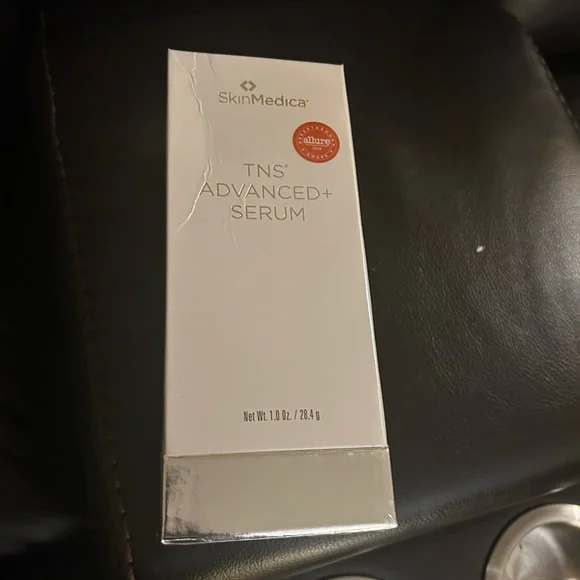 SkinMedica®
allure
TNS®
ADVANCED+
SERUM
Net Wt. 1.0 Oz. / 28.4 g